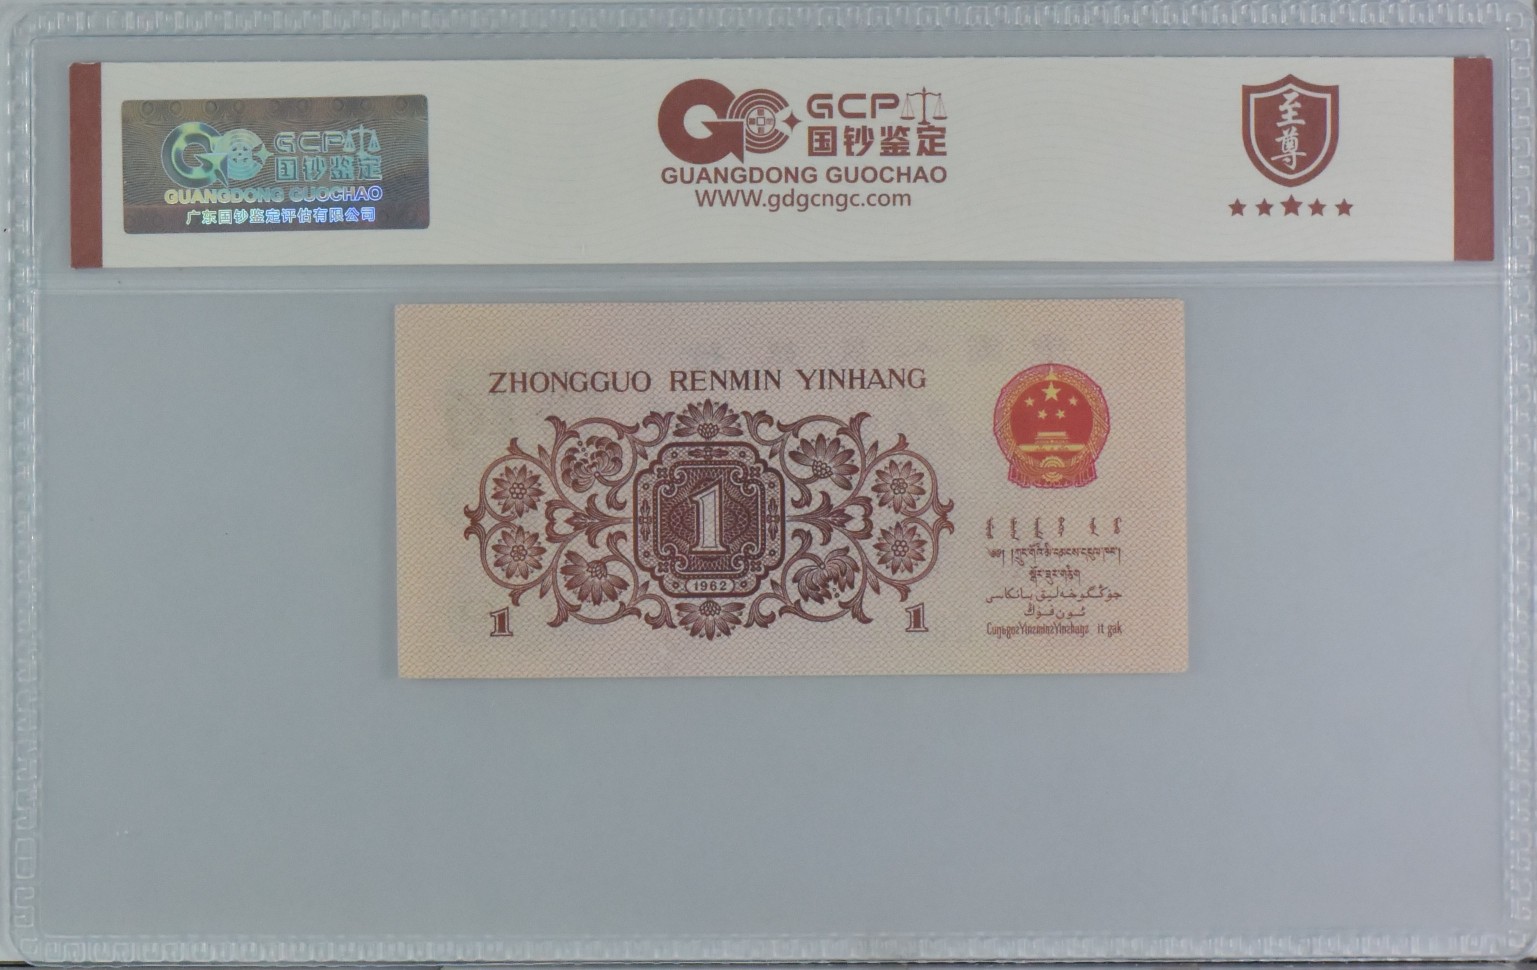 GCP
国钞鉴定
GUANGDONG GUOCHAO
广东国钞鉴定评估有限公司
GCP
国钞鉴定
GUANGDONG GUOCHAO
WWW.gdgcngc.com
至尊
ZHONGGUO RENMIN YINHANG
1
1962
1
1
جۇڭگوخەلىق بانكاسى